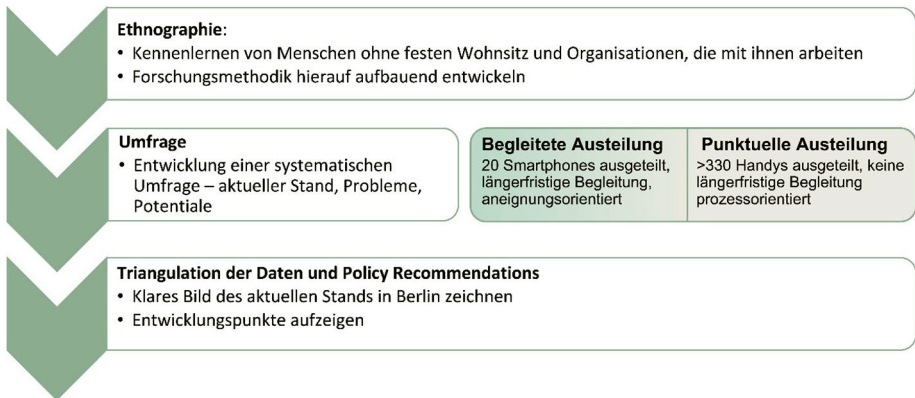 Ethnographie:
• Kennenlernen von Menschen ohne festen Wohnsitz und Organisationen, die mit ihnen arbeiten
• Forschungsmethodik hierauf aufbauend entwickeln
Umfrage
• Entwicklung einer systematischen
Umfrage – aktueller Stand, Probleme,
Potentiale
Begleitete Austeilung
20 Smartphones ausgeteilt,
längerfristige Begleitung,
aneignungsorientiert
Punktuelle Austeilung
>330 Handys ausgeteilt, keine
längerfristige Begleitung
prozessorientiert
Triangulation der Daten und Policy Recommendations
• Klares Bild des aktuellen Stands in Berlin zeichnen
• Entwicklungspunkte aufzeigen